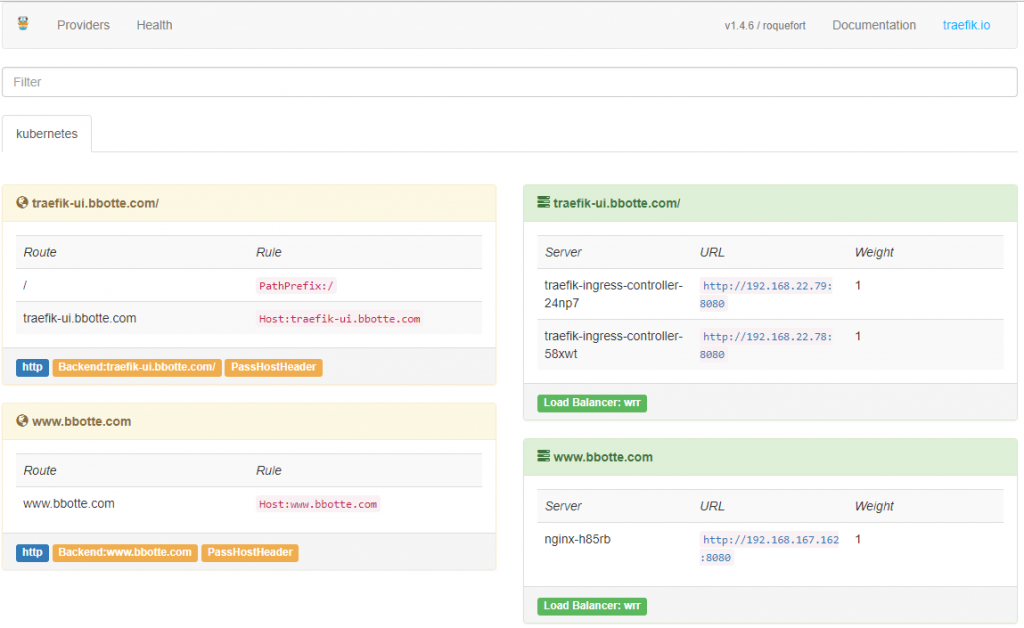 Providers Health v1.4.6 / roquefort Documentation traefik.io
Filter
kubernetes
traefik-ui.bbotte.com/
Route Rule
/ PathPrefix:/
traefik-ui.bbotte.com Host:traefik-ui.bbotte.com
http Backend:traefik-ui.bbotte.com/ PassHostHeader
www.bbotte.com
Route Rule
www.bbotte.com Host:www.bbotte.com
http Backend:www.bbotte.com PassHostHeader
traefik-ui.bbotte.com/
Server URL Weight
traefik-ingress-controller- http://192.168.22.79: 1
24np7 8080
traefik-ingress-controller- http://192.168.22.78: 1
58xwt 8080
Load Balancer: wrr
www.bbotte.com
Server URL Weight
nginx-h85rb http://192.168.167.162 1
:8080
Load Balancer: wrr